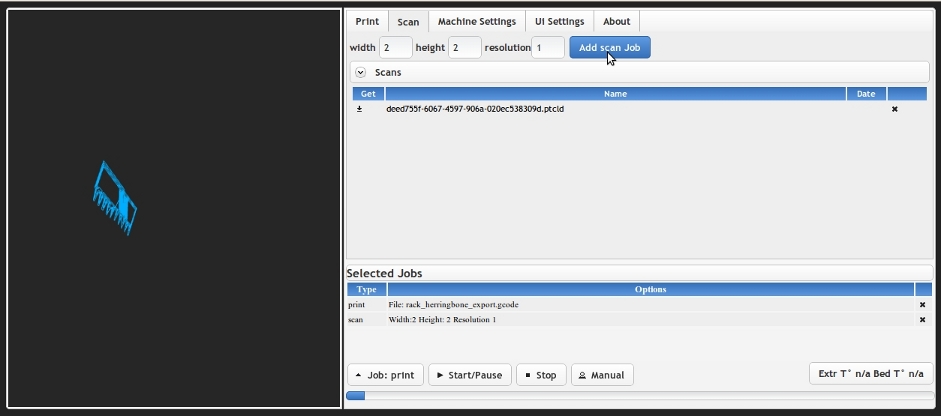 Print Scan Machine Settings UI Settings About
width 2 height 2 resolution 1 Add scan Job
Scans
Get Name Date
deed755f-6067-4597-906a-020ec538309d.ptcld
Selected Jobs
Type Options
print File: rack_herringbone_export.gcode
scan Width:2 Height: 2 Resolution 1
Job: print Start/Pause Stop Manual Extr T° n/a Bed T° n/a